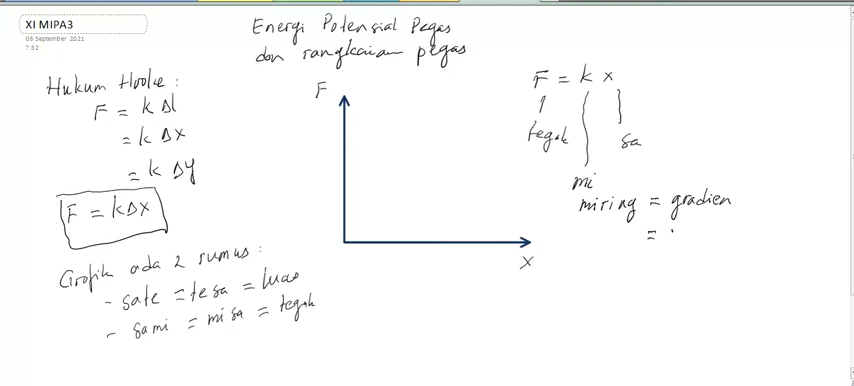 XI MIPA3
06 September 2021
7:52
Energi Potensial Pegas
dan rangkaian pegas
Hukum Hooke :
F = k Δl
= k Δx
= k Δy
F = kΔx
Grafik ada 2 rumus :
- sate = tesa = luas
- sami = misa = tegak
F
X
F = k x
tegak
sa
mi
miring = gradien
=